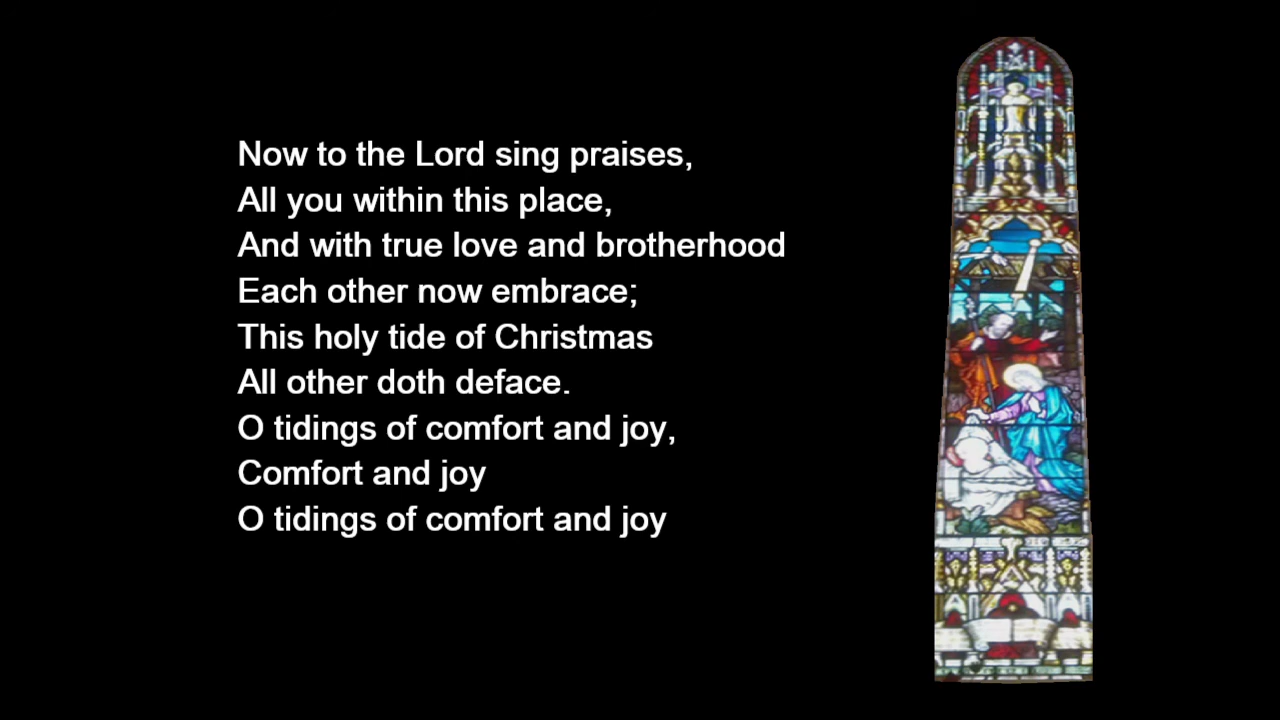 Now to the Lord sing praises,
All you within this place,
And with true love and brotherhood
Each other now embrace;
This holy tide of Christmas
All other doth deface.
O tidings of comfort and joy,
Comfort and joy
O tidings of comfort and joy